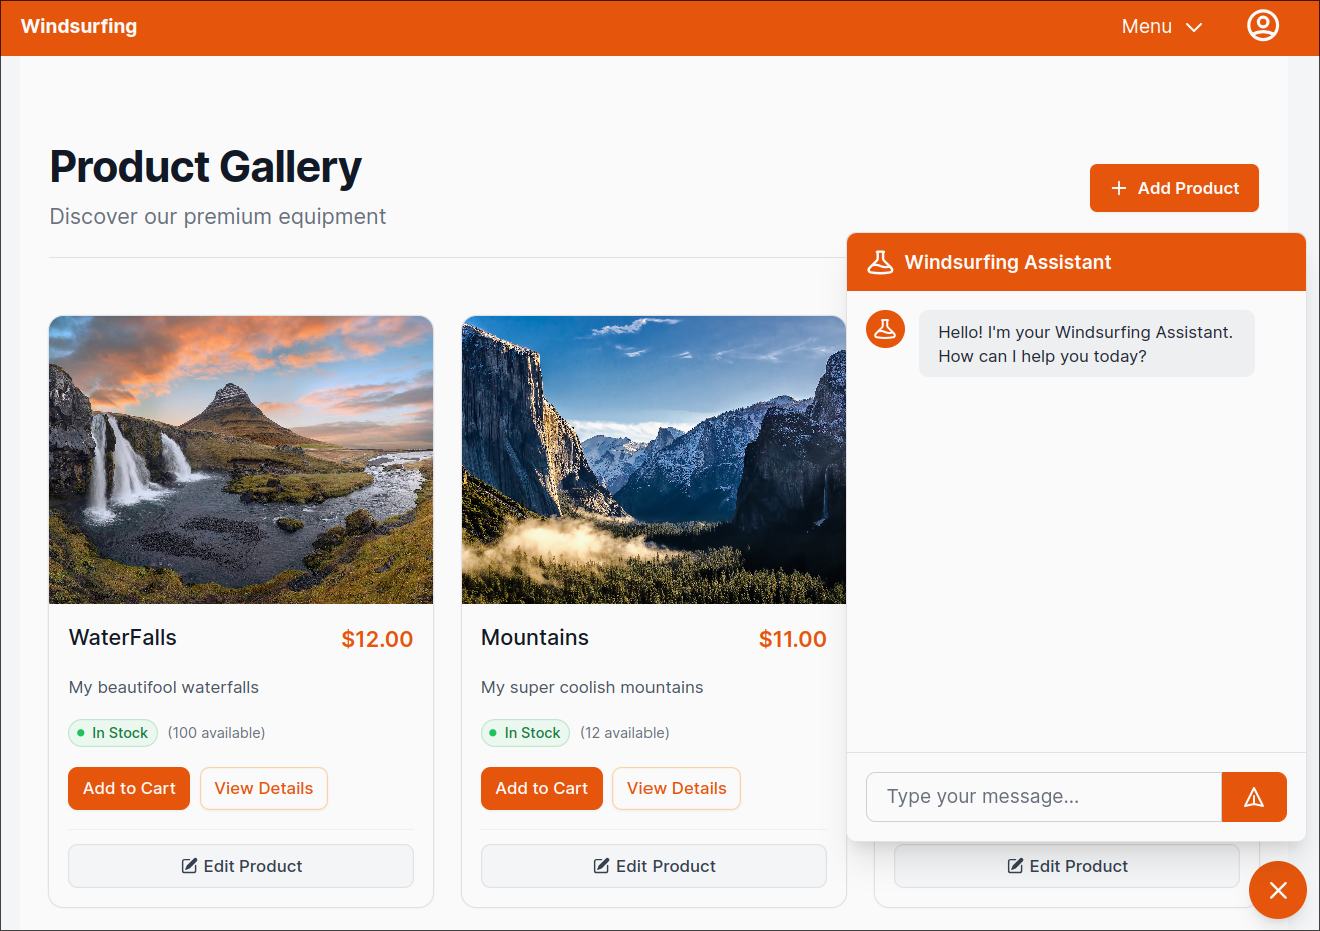 Windsurfing
Menu
Product Gallery
Discover our premium equipment
Add Product
Windsurfing Assistant
Hello! I'm your Windsurfing Assistant.
How can I help you today?
WaterFalls
$12.00
My beautifool waterfalls
In Stock
(100 available)
Add to Cart
View Details
Edit Product
Mountains
$11.00
My super coolish mountains
In Stock
(12 available)
Add to Cart
View Details
Edit Product
Edit Product
Type your message...